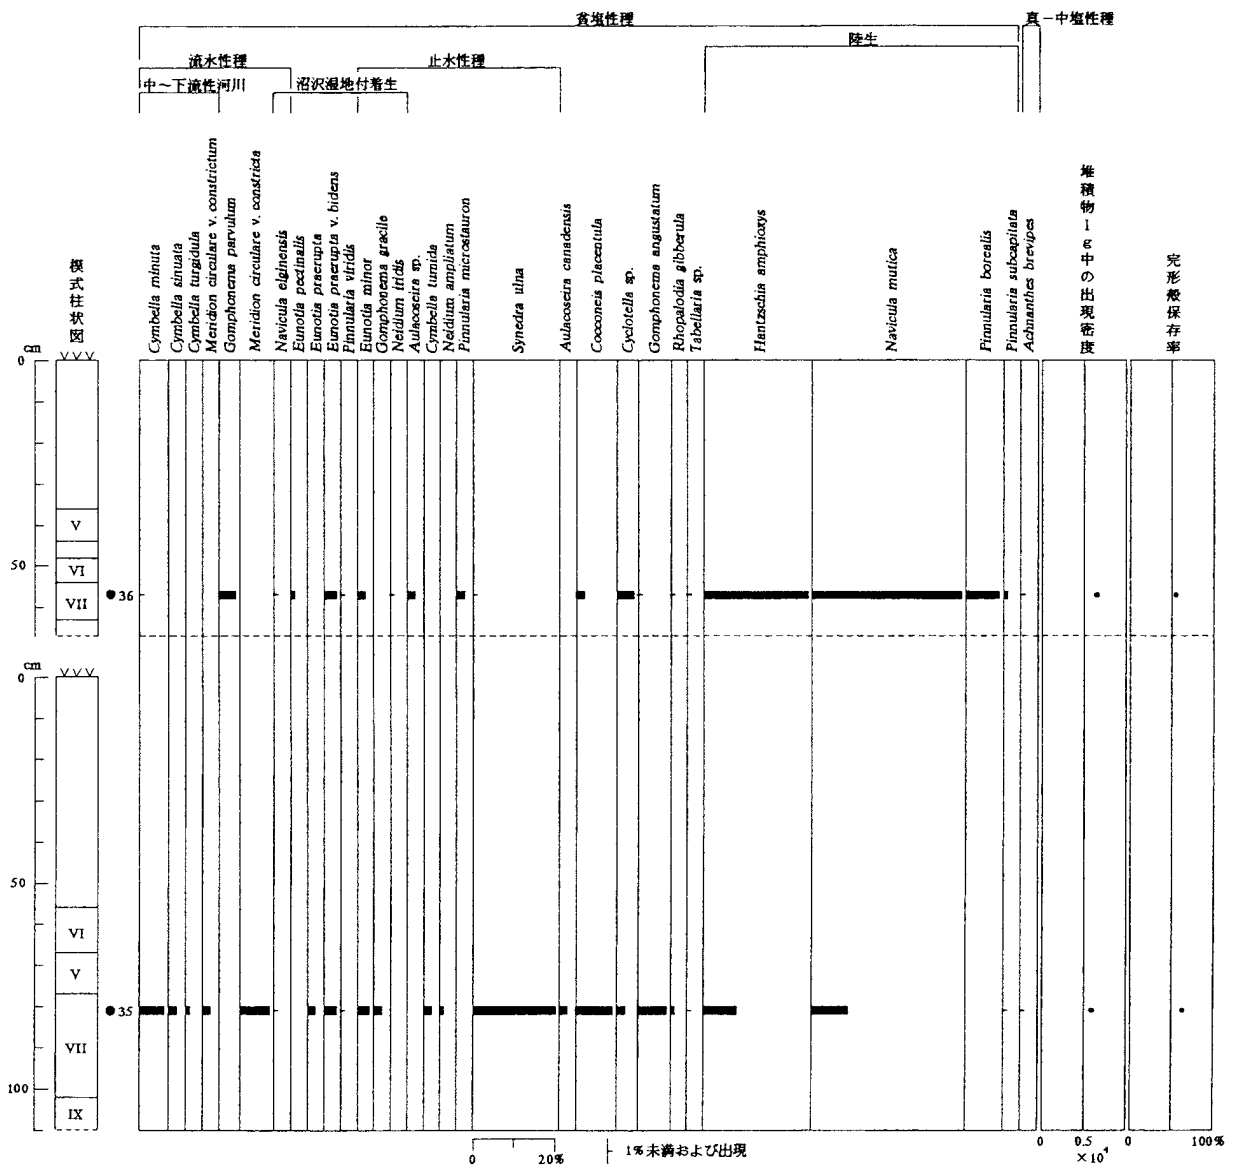 貧塩性種
真－中塩性種
陸生
流水性種
止水性種
中～下流性河川
沼沢湿地付着生
模式柱状図
Cymbella minuta
Cymbella sinuata
Cymbella turgidula
Meridion circulare v. constrictum
Gomphonema parvulum
Meridion circulare v. constricta
Navicula elginensis
Eunotia pectinalis
Eunotia praerupta
Eunotia praerupta v. bidens
Pinnularia viridis
Eunotia minor
Gomphonema gracile
Neidium iridis
Aulacoseira sp.
Cymbella tumida
Neidium ampliatum
Pinnularia microstauron
Synedra ulna
Aulacoseira canadensis
Cocconeis placentula
Cyclotella sp.
Gomphonema angustatum
Rhopalodia gibberula
Tabellaria sp.
Hantzschia amphioxys
Navicula mutica
Pinnularia borealis
Pinnularia subcapitata
Achnanthes brevipes
堆積物1g中の出現密度
完形殻保存率
cm
0
V
50
VI
VII
36
cm
0
50
VI
V
35
VII
100
IX
0 20%
1%未満および出現
0 0.5
×10⁴
0 100%